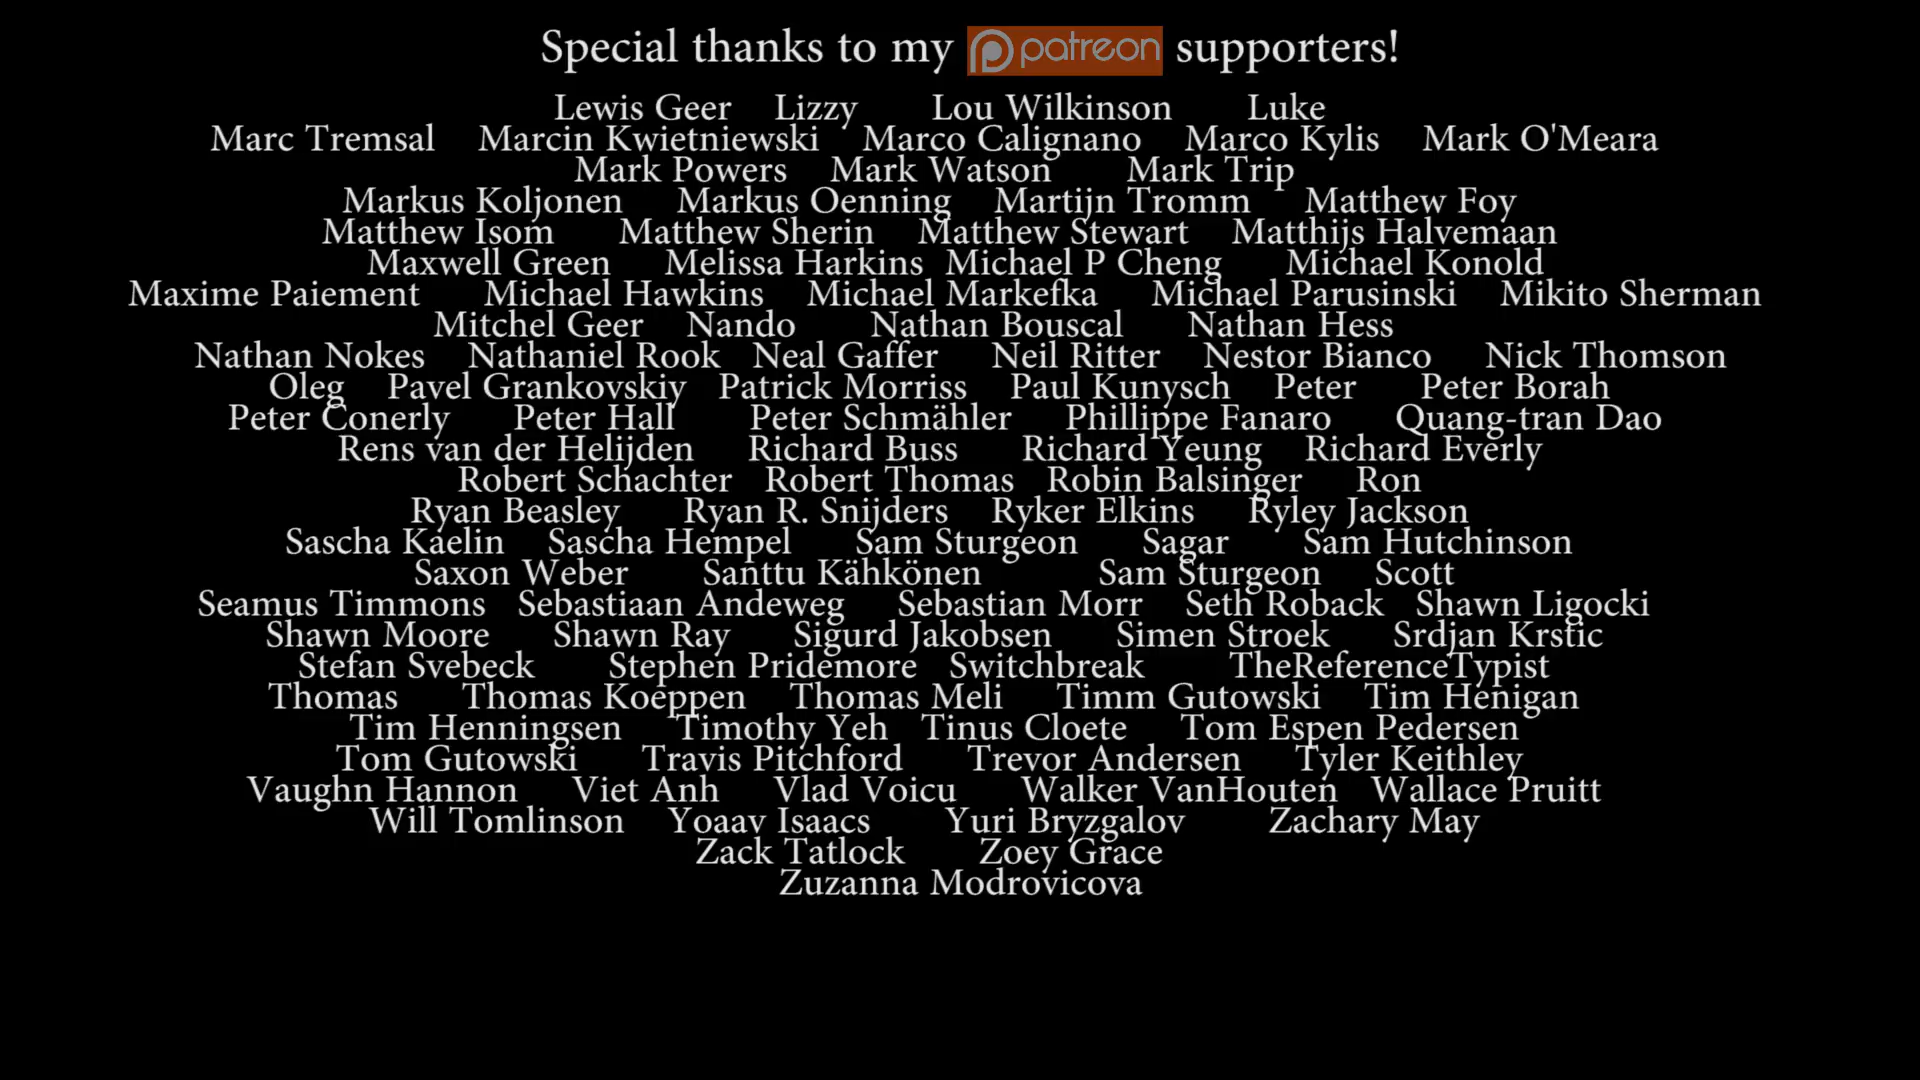 Special thanks to my patreon supporters!
Lewis Geer Lizzy Lou Wilkinson Luke
Marc Tremsal Marcin Kwietniewski Marco Calignano Marco Kylis Mark O'Meara
Mark Powers Mark Watson Mark Trip
Markus Koljonen Markus Oenning Martijn Tromm Matthew Foy
Matthew Isom Matthew Sherin Matthew Stewart Matthijs Halvemaan
Maxwell Green Melissa Harkins Michael P Cheng Michael Konold
Maxime Paiement Michael Hawkins Michael Markefka Michael Parusinski Mikito Sherman
Mitchel Geer Nando Nathan Bouscal Nathan Hess
Nathan Nokes Nathaniel Rook Neal Gaffer Neil Ritter Nestor Bianco Nick Thomson
Oleg Pavel Grankovskiy Patrick Morriss Paul Kunysch Peter Peter Borah
Peter Conerly Peter Hall Peter Schmähler Phillippe Fanaro Quang-tran Dao
Rens van der Helijden Richard Buss Richard Yeung Richard Everly
Robert Schachter Robert Thomas Robin Balsinger Ron
Ryan Beasley Ryan R. Snijders Ryker Elkins Ryley Jackson
Sascha Kaelin Sascha Hempel Sam Sturgeon Sagar Sam Hutchinson
Saxon Weber Santtu Kähkönen Sam Sturgeon Scott
Seamus Timmons Sebastiaan Andeweg Sebastian Morr Seth Roback Shawn Ligocki
Shawn Moore Shawn Ray Sigurd Jakobsen Simen Stroek Srdjan Krstic
Stefan Svebeck Stephen Pridemore Switchbreak TheReferenceTypist
Thomas Thomas Koeppen Thomas Meli Timm Gutowski Tim Henigan
Tim Henningsen Timothy Yeh Tinus Cloete Tom Espen Pedersen
Tom Gutowski Travis Pitchford Trevor Andersen Tyler Keithley
Vaughn Hannon Viet Anh Vlad Voicu Walker VanHouten Wallace Pruitt
Will Tomlinson Yoaav Isaacs Yuri Bryzgalov Zachary May
Zack Tatlock Zoey Grace
Zuzanna Modrovicova